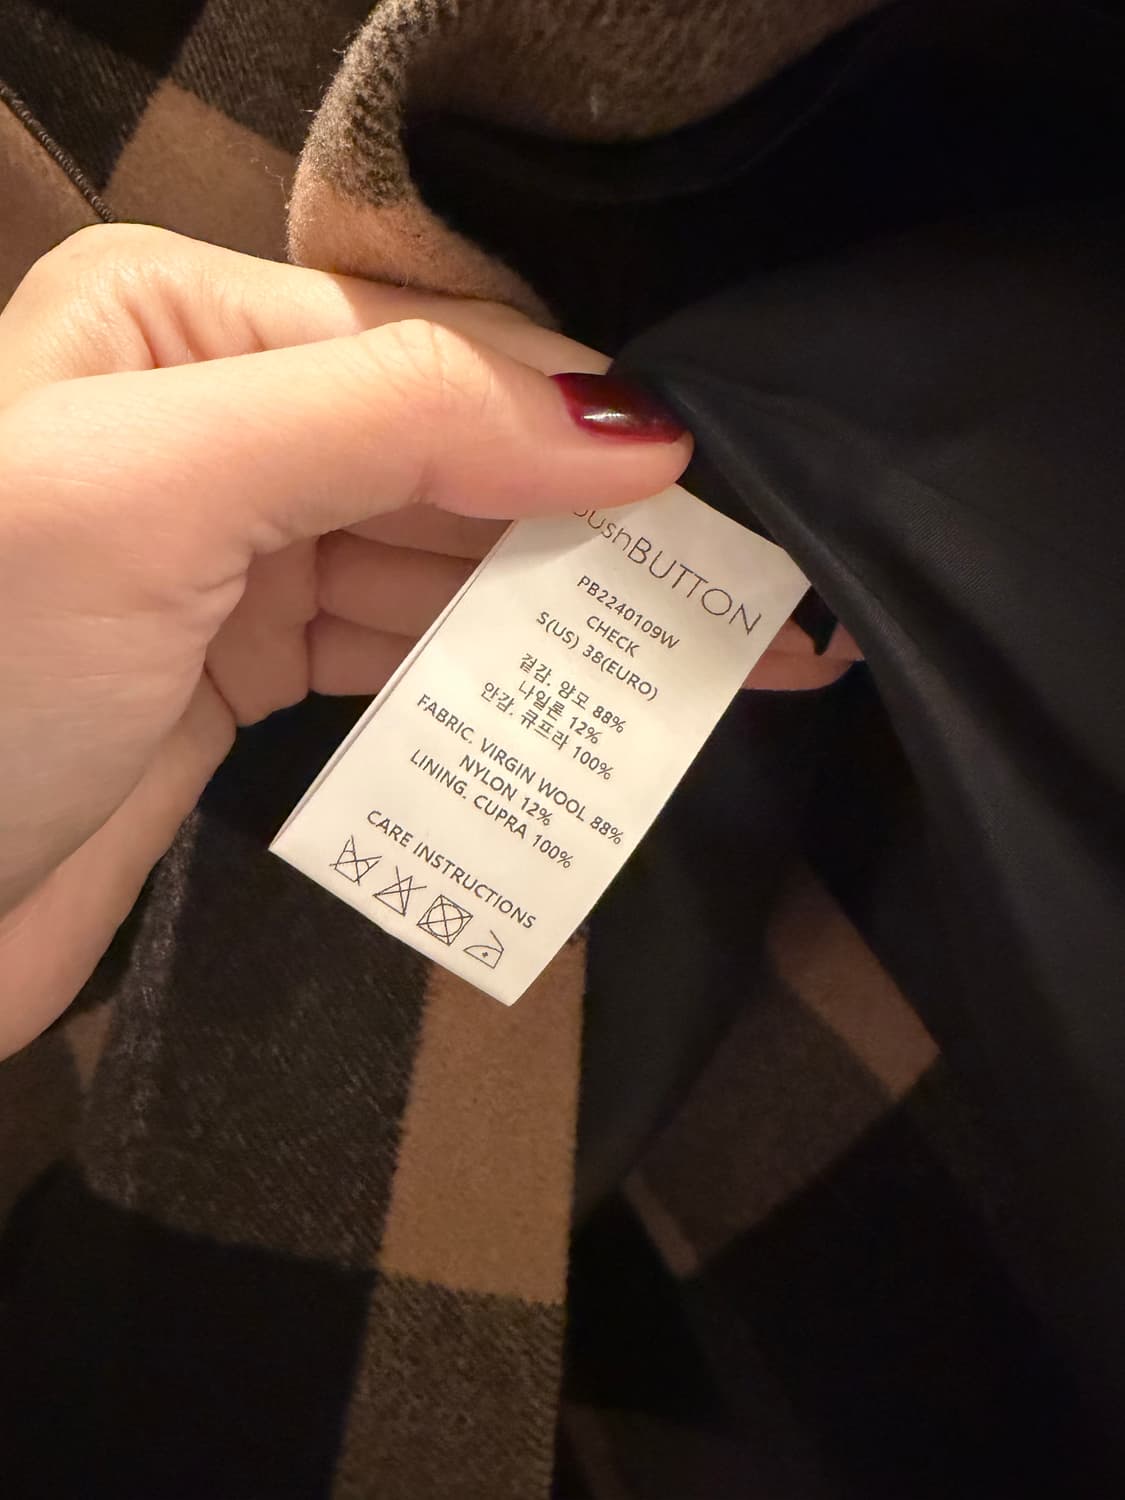 pushBUTTON
PB2240109W
CHECK
S(US) 38(EURO)
겉감. 양모 88%
나일론 12%
안감. 큐프라 100%
FABRIC. VIRGIN WOOL 88%
NYLON 12%
LINING. CUPRA 100%
CARE INSTRUCTIONS